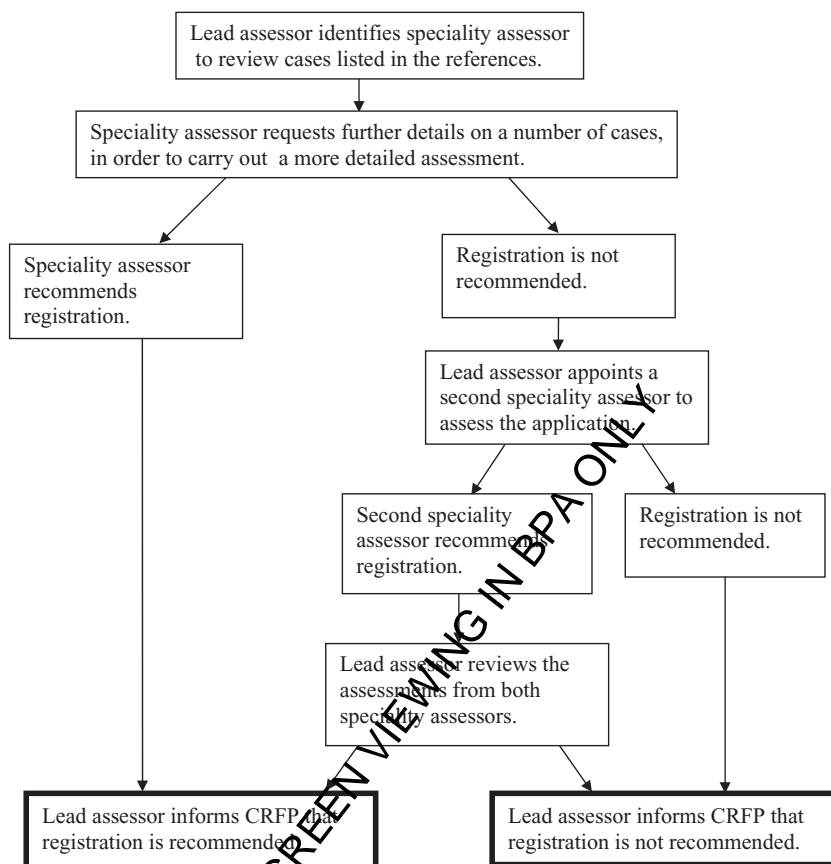 Lead assessor identifies speciality assessor
to review cases listed in the references.
Speciality assessor requests further details on a number of cases,
in order to carry out a more detailed assessment.
Speciality assessor
recommends
registration.
Registration is not
recommended.
Lead assessor appoints a
second speciality assessor to
assess the application.
Second speciality
assessor recommends
registration.
Registration is not
recommended.
Lead assessor reviews the
assessments from both
speciality assessors.
Lead assessor informs CRFP that
registration is recommended.
Lead assessor informs CRFP that
registration is not recommended.
SCREEN VIEWING IN BPA ONLY